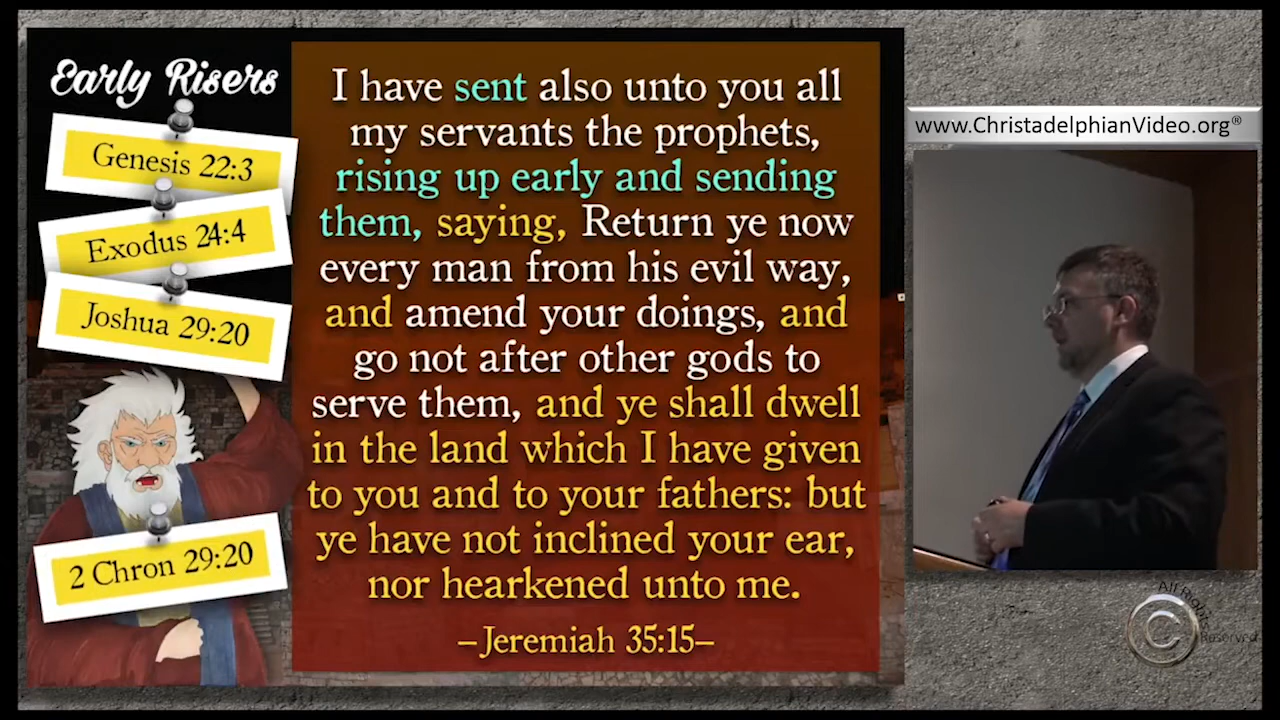 Early Risers
Genesis 22:3
Exodus 24:4
Joshua 29:20
2 Chron 29:20
I have sent also unto you all
my servants the prophets,
rising up early and sending
them, saying, Return ye now
every man from his evil way,
and amend your doings, and
go not after other gods to
serve them, and ye shall dwell
in the land which I have given
to you and to your fathers: but
ye have not inclined your ear,
nor hearkened unto me.
–Jeremiah 35:15–
www.ChristadelphianVideo.org®
All Rights
C
Reserved